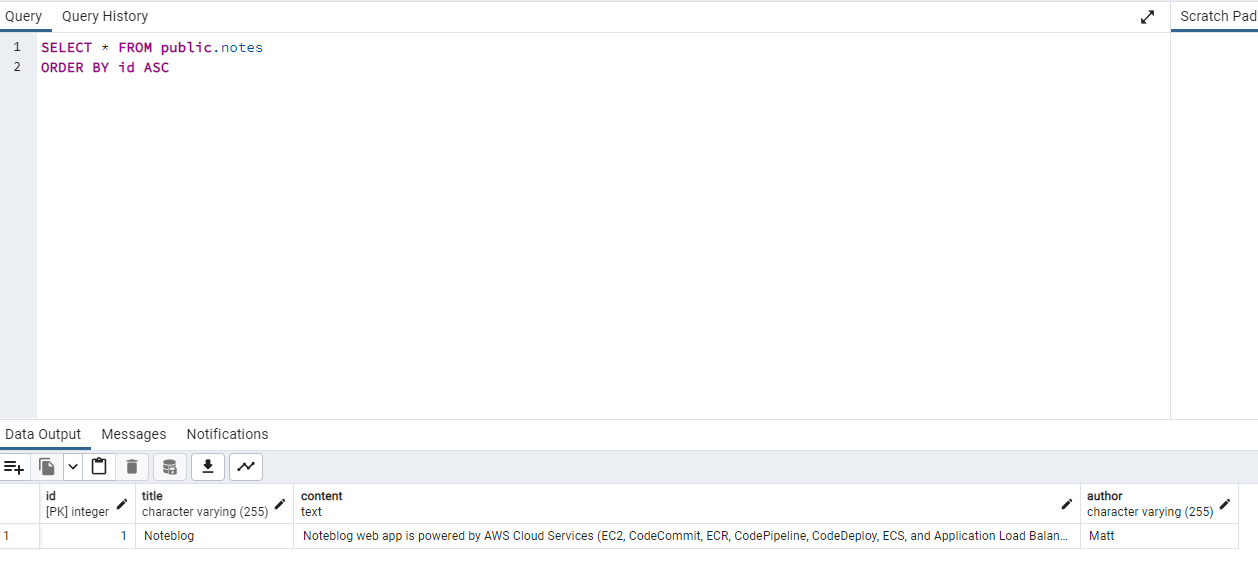 Query Query History Scratch Pad
1 SELECT * FROM public.notes
2 ORDER BY id ASC
Data Output Messages Notifications
id title content author
[PK] integer character varying (255) text character varying (255)
1 1 Noteblog Noteblog web app is powered by AWS Cloud Services (EC2, CodeCommit, ECR, CodePipeline, CodeDeploy, ECS, and Application Load Balan... Matt